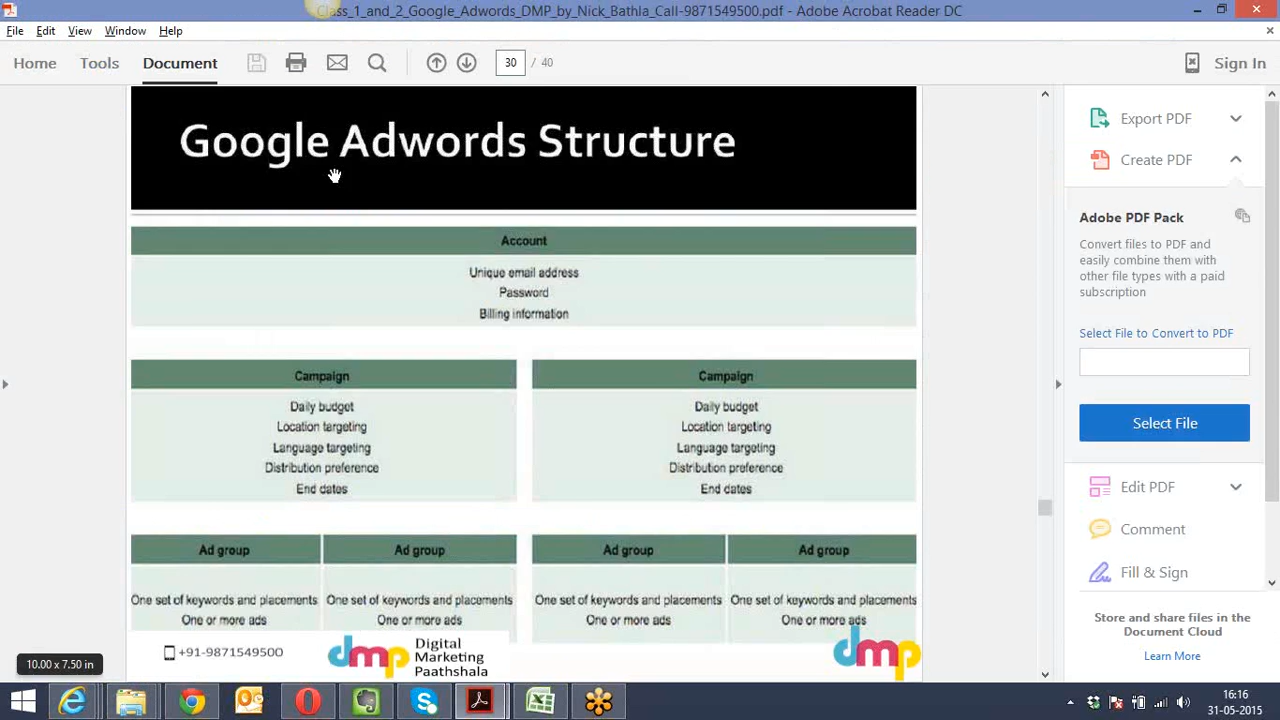 Class_1_and_2_Google_Adwords_DMP_by_Nick_Bathla_Call-9871549500.pdf - Adobe Acrobat Reader DC
File Edit View Window Help
Home Tools Document 30 / 40 Sign In
Google Adwords Structure
Account
Unique email address
Password
Billing information
Campaign
Daily budget
Location targeting
Language targeting
Distribution preference
End dates
Campaign
Daily budget
Location targeting
Language targeting
Distribution preference
End dates
Ad group
One set of keywords and placements
One or more ads
Ad group
One set of keywords and placements
One or more ads
Ad group
One set of keywords and placements
One or more ads
Ad group
One set of keywords and placements
One or more ads
+91-9871549500
dmp
Digital
Marketing
Paathshala
dmp
10.00 x 7.50 in
Export PDF
Create PDF
Adobe PDF Pack
Convert files to PDF and
easily combine them with
other file types with a paid
subscription
Select File to Convert to PDF
Select File
Edit PDF
Comment
Fill & Sign
Store and share files in the
Document Cloud
Learn More
16:16
31-05-2015